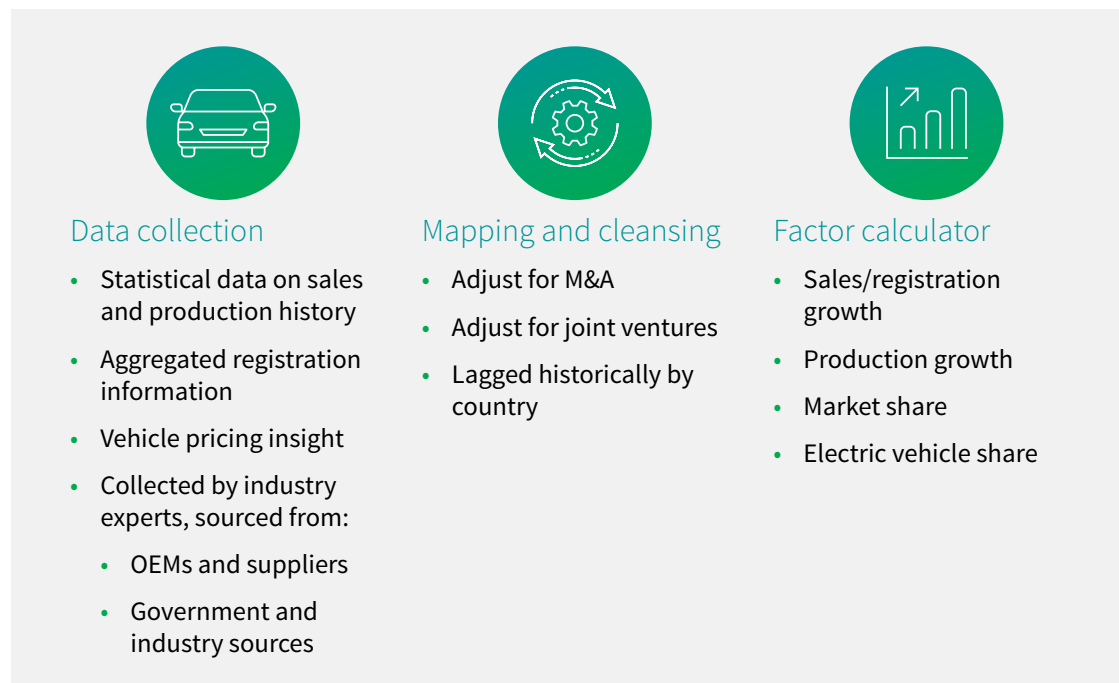 Data collection
• Statistical data on sales
and production history
• Aggregated registration
information
• Vehicle pricing insight
• Collected by industry
experts, sourced from:
• OEMs and suppliers
• Government and
industry sources
Mapping and cleansing
• Adjust for M&A
• Adjust for joint ventures
• Lagged historically by
country
Factor calculator
• Sales/registration
growth
• Production growth
• Market share
• Electric vehicle share